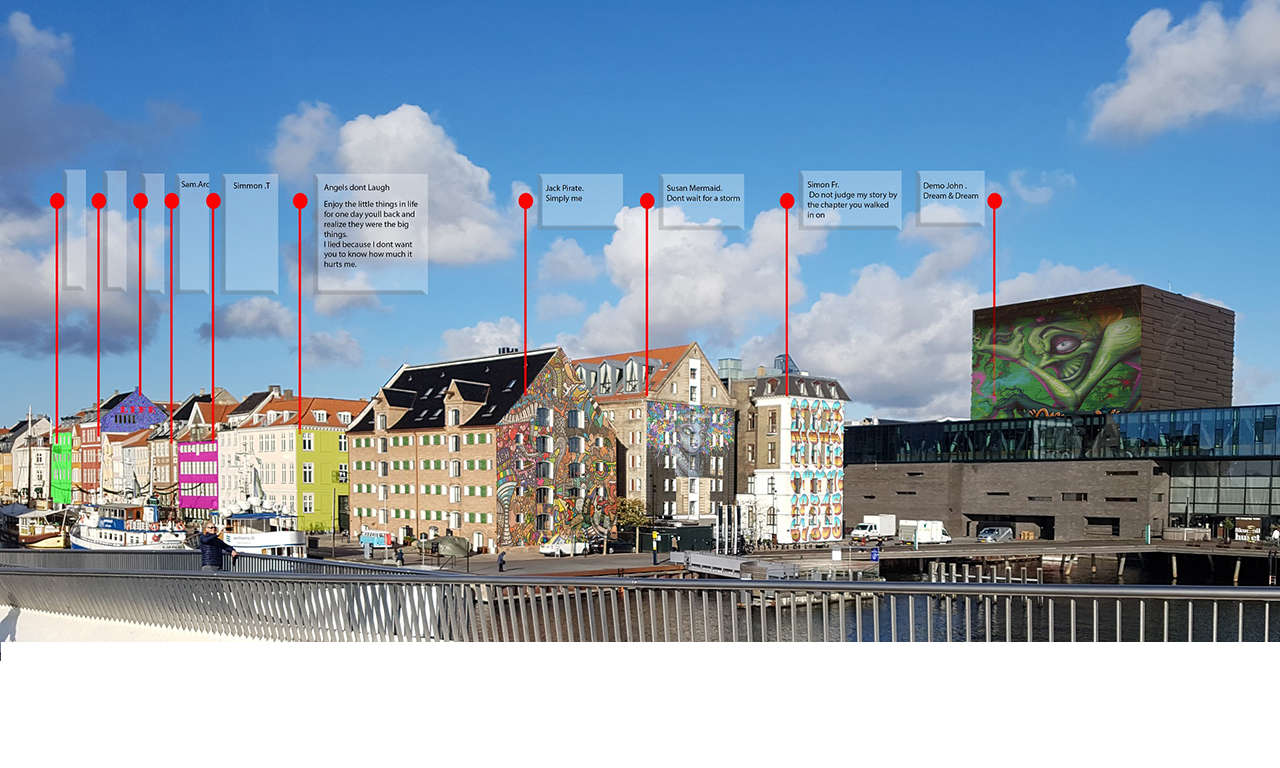 Sam.Arc
Simmon .T
Angels dont Laugh
Enjoy the little things in life
for one day youll back and
realize they were the big
things.
I lied because I dont want
you to know how much it
hurts me.
Jack Pirate.
Simply me
Susan Mermaid.
Dont wait for a storm
Simon Fr.
Do not judge my story by
the chapter you walked
in on
Demo John .
Dream & Dream